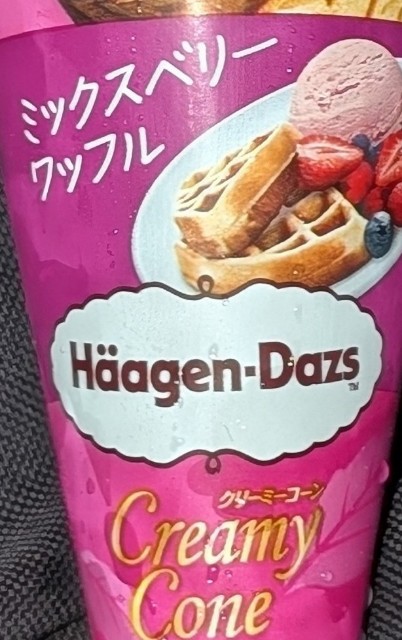 ミックスベリー
ワッフル
Häagen-Dazs
TM
クリーミーコーン
Creamy
Cone